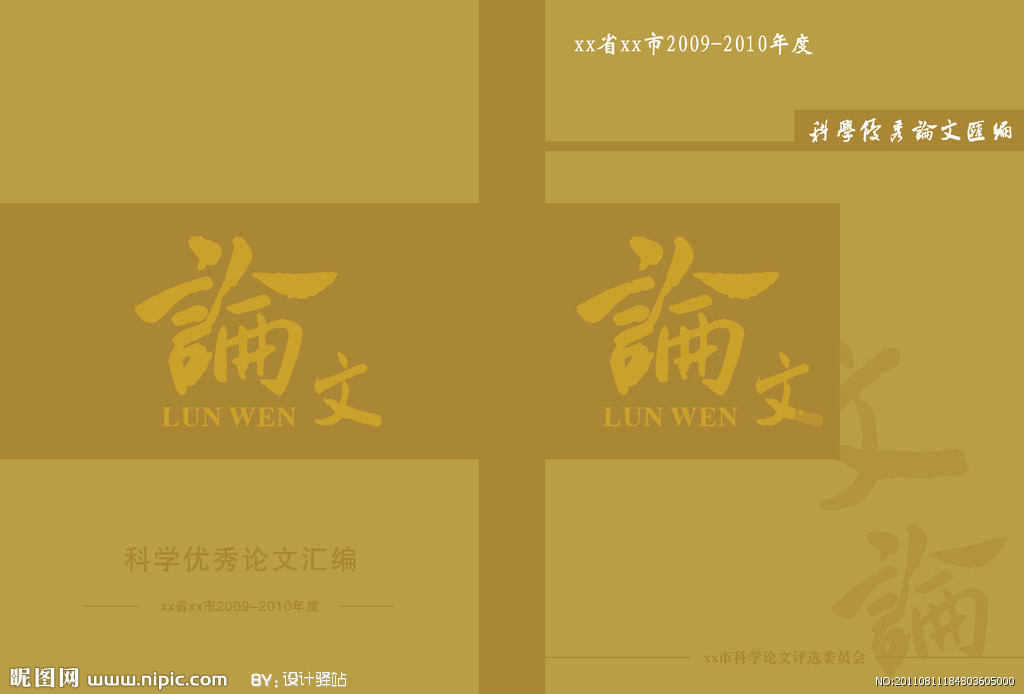 xx省xx市2009-2010年度
科學優秀論文匯編
論文
LUN WEN
論文
LUN WEN
文
論
科学优秀论文汇编
xx省xx市2009-2010年度
xx市科学论文评选委员会
昵图网 www.nipic.com
BY: 设计驿站
NO:20110811184803605000